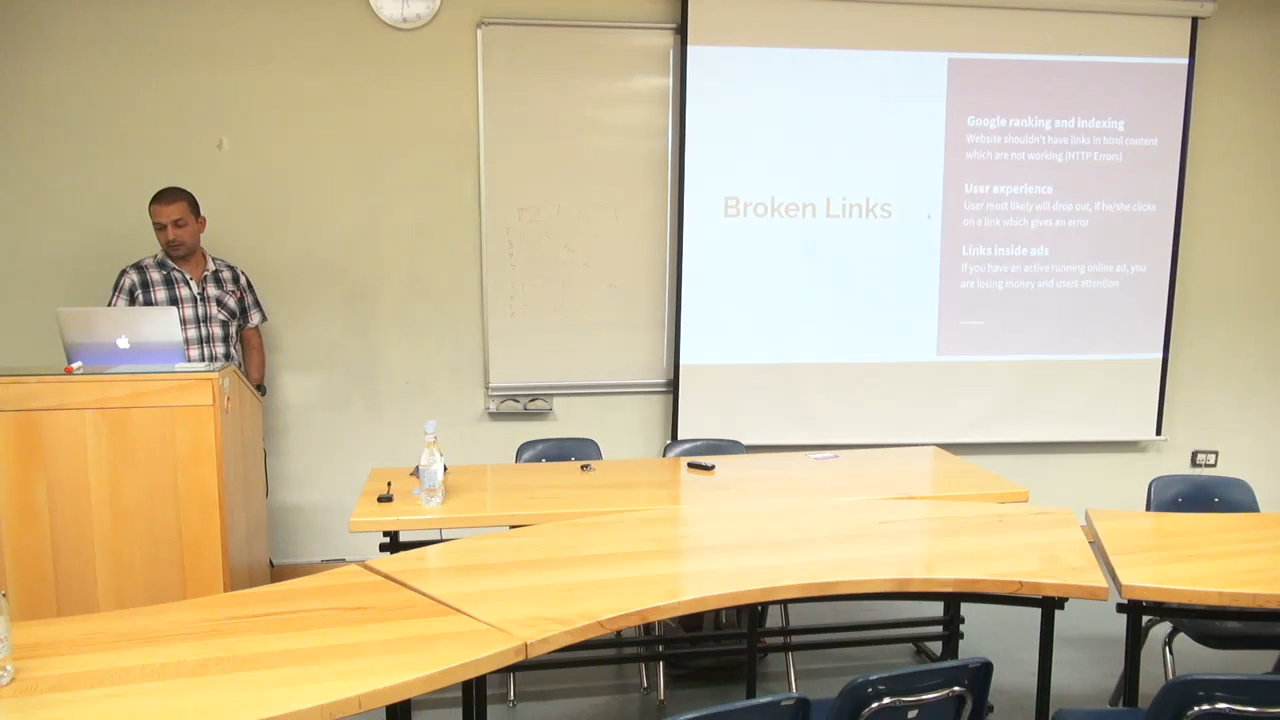 Broken Links
Google ranking and indexing
Website shouldn't have links in html content
which are not working (HTTP Errors)
User experience
User most likely will drop out, if he/she clicks
on a link which gives an error
Links inside ads
If you have an active running online ad, you
are losing money and users attention